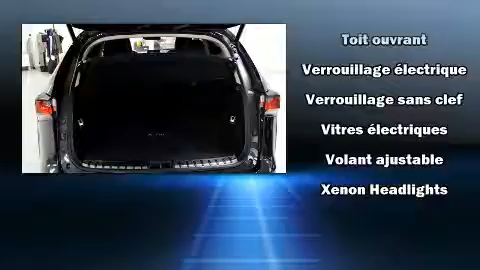 Toit ouvrant
Verrouillage électrique
Verrouillage sans clef
Vitres électriques
Volant ajustable
Xenon Headlights